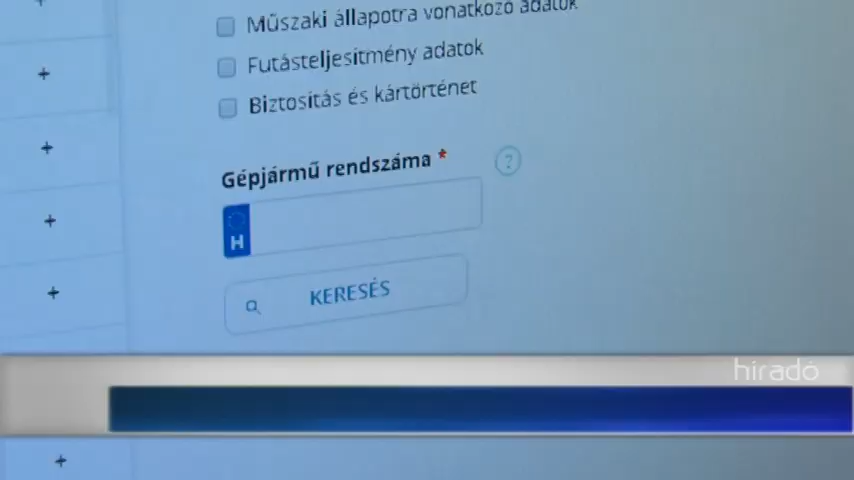 Műszaki állapotra vonatkozó adatok
Futásteljesítmény adatok
Biztosítás és kártörténet
Gépjármű rendszáma *
?
H
KERESÉS
híradó